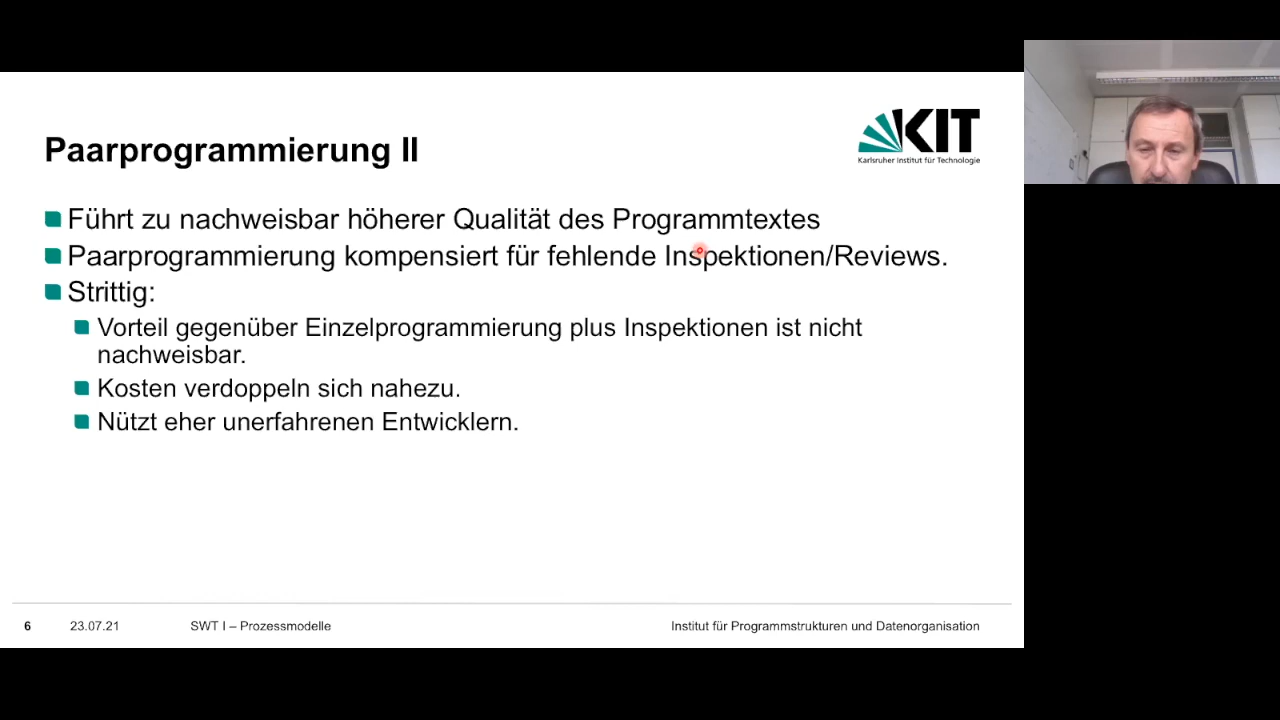 KIT
Karlsruher Institut für Technologie
Paarprogrammierung II
Führt zu nachweisbar höherer Qualität des Programmtextes
Paarprogrammierung kompensiert für fehlende Inspektionen/Reviews.
Strittig:
Vorteil gegenüber Einzelprogrammierung plus Inspektionen ist nicht
nachweisbar.
Kosten verdoppeln sich nahezu.
Nützt eher unerfahrenen Entwicklern.
6 23.07.21 SWT I – Prozessmodelle Institut für Programmstrukturen und Datenorganisation